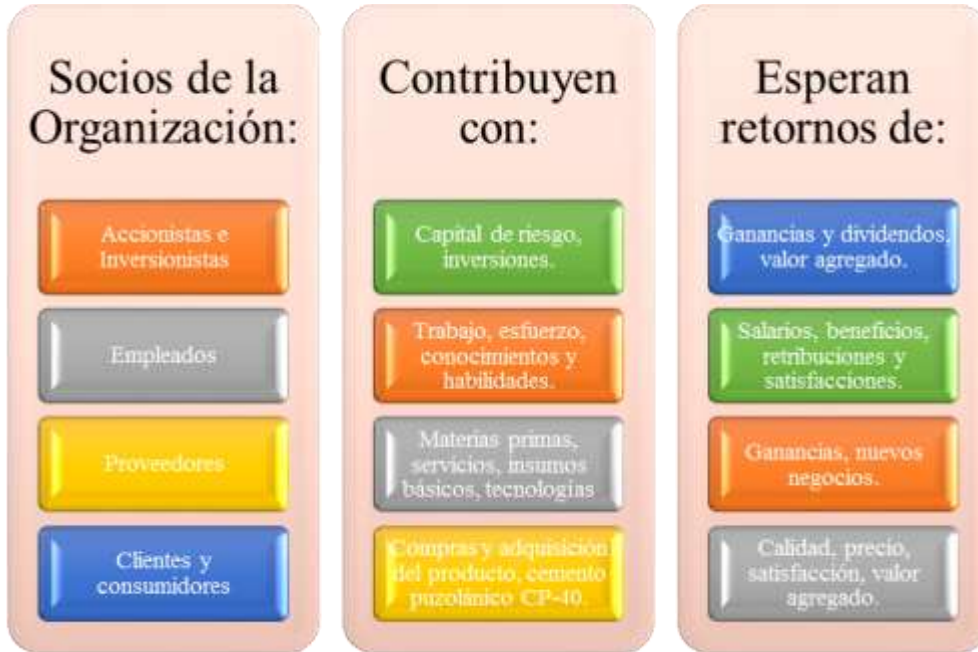 Socios de la
Organización:
Accionistas e
Inversionistas
Empleados
Proveedores
Clientes y
consumidores
Contribuyen
con:
Capital de riesgo,
inversiones.
Trabajo, esfuerzo,
conocimientos y
habilidades.
Materias primas,
servicios, insumos
básicos, tecnologías
Compras y adquisición
del producto, cemento
puzolánico CP-40.
Esperan
retornos de:
Ganancias y dividendos,
valor agregado.
Salarios, beneficios,
retribuciones y
satisfacciones.
Ganancias, nuevos
negocios.
Calidad, precio,
satisfacción, valor
agregado.